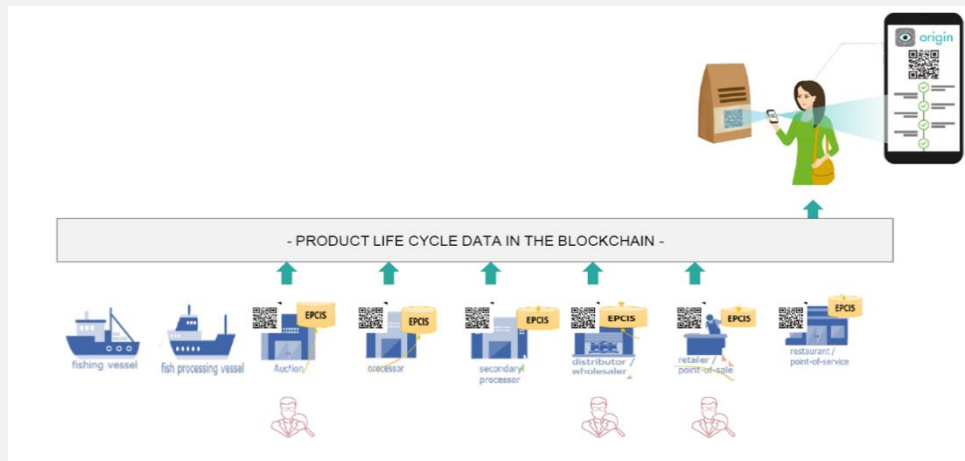 origin
- PRODUCT LIFE CYCLE DATA IN THE BLOCKCHAIN -
EPCIS
EPCIS
EPCIS
EPCIS
EPCIS
EPCIS
fishing vessel
fish processing vessel
Auction
processor
secondary
processor
distributor /
wholesaler
retailer /
point-of-sale
restaurant /
point-of-service